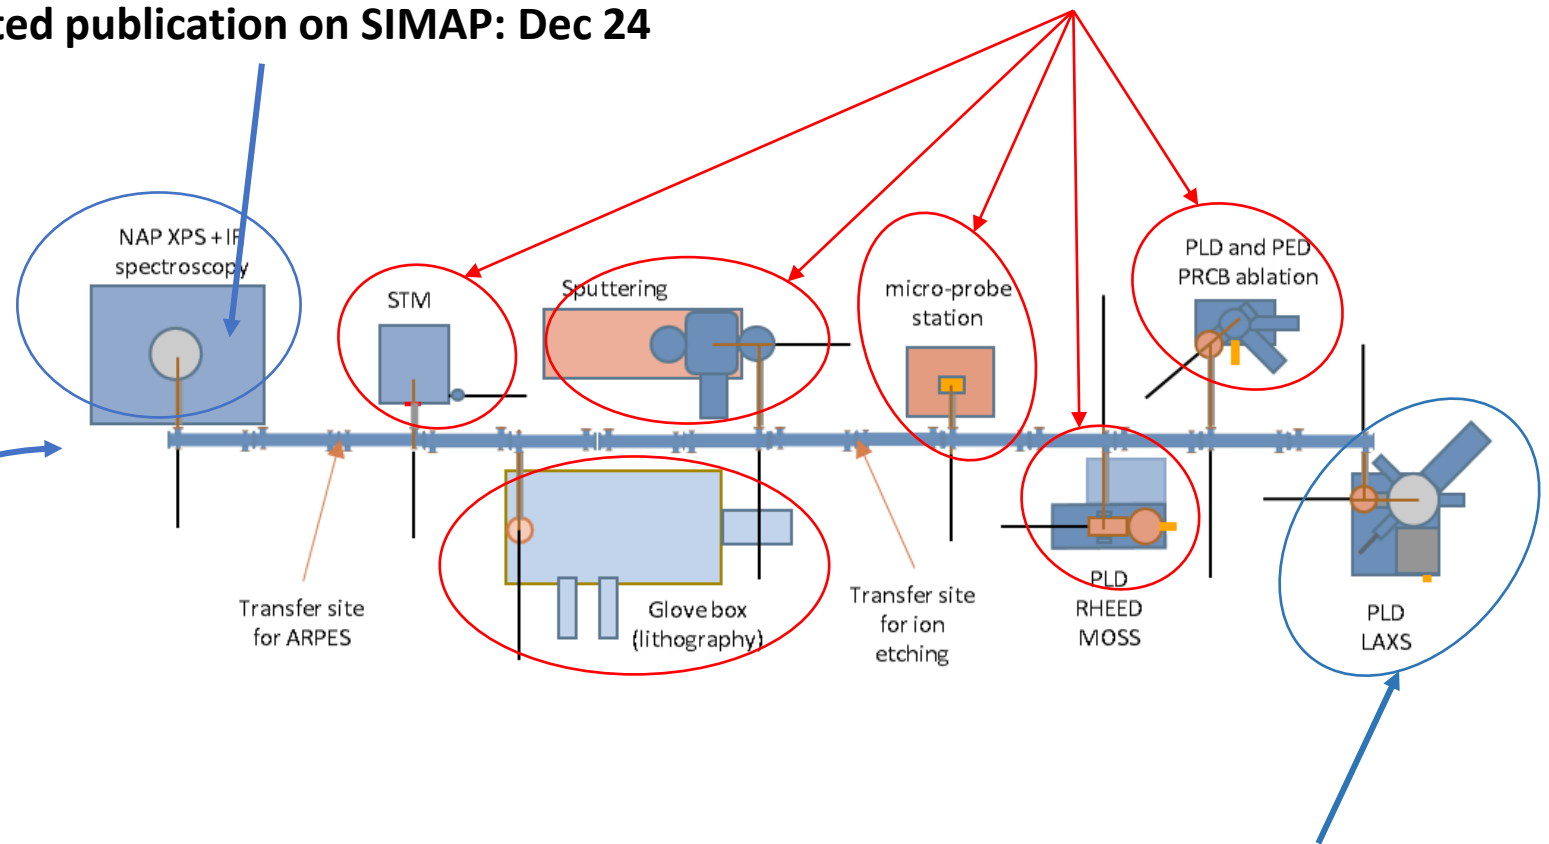 ted publication on SIMAP: Dec 24
NAP XPS + IR
spectroscopy
STM
Sputtering
micro-probe
station
PLD and PED
PRCB ablation
Transfer site
for ARPES
Glove box
(lithography)
Transfer site
for ion
etching
PLD
RHEED
MOSS
PLD
LAXS